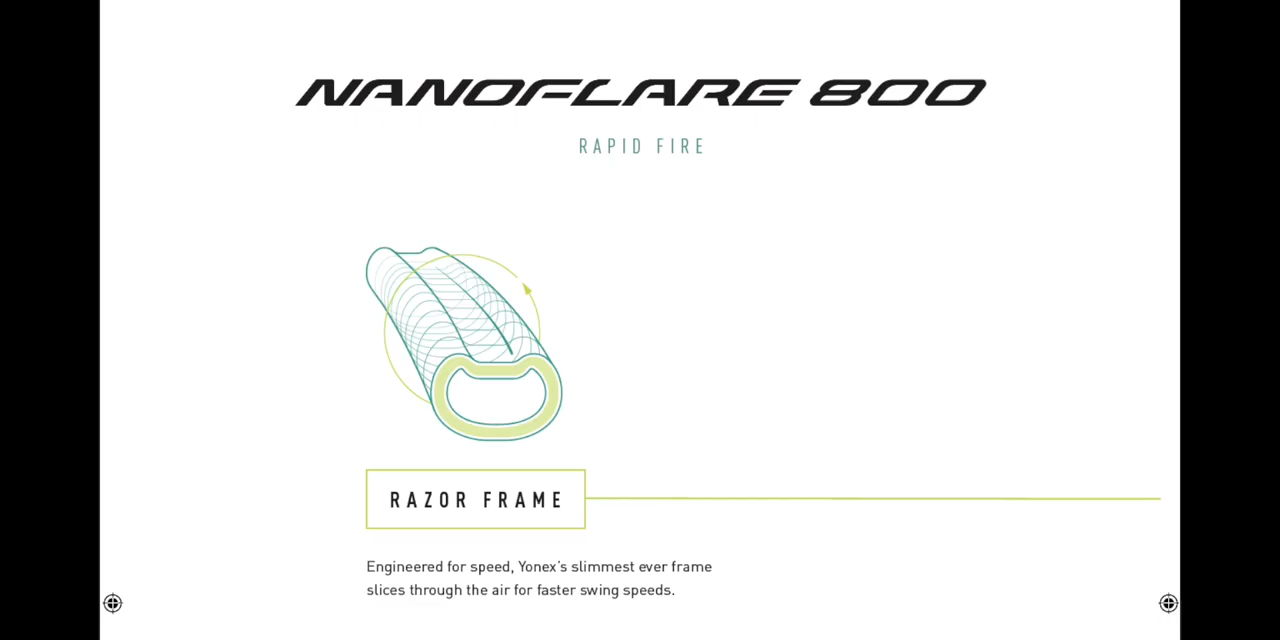 NANOFLARE 800
RAPID FIRE
RAZOR FRAME
Engineered for speed, Yonex's slimmest ever frame
slices through the air for faster swing speeds.